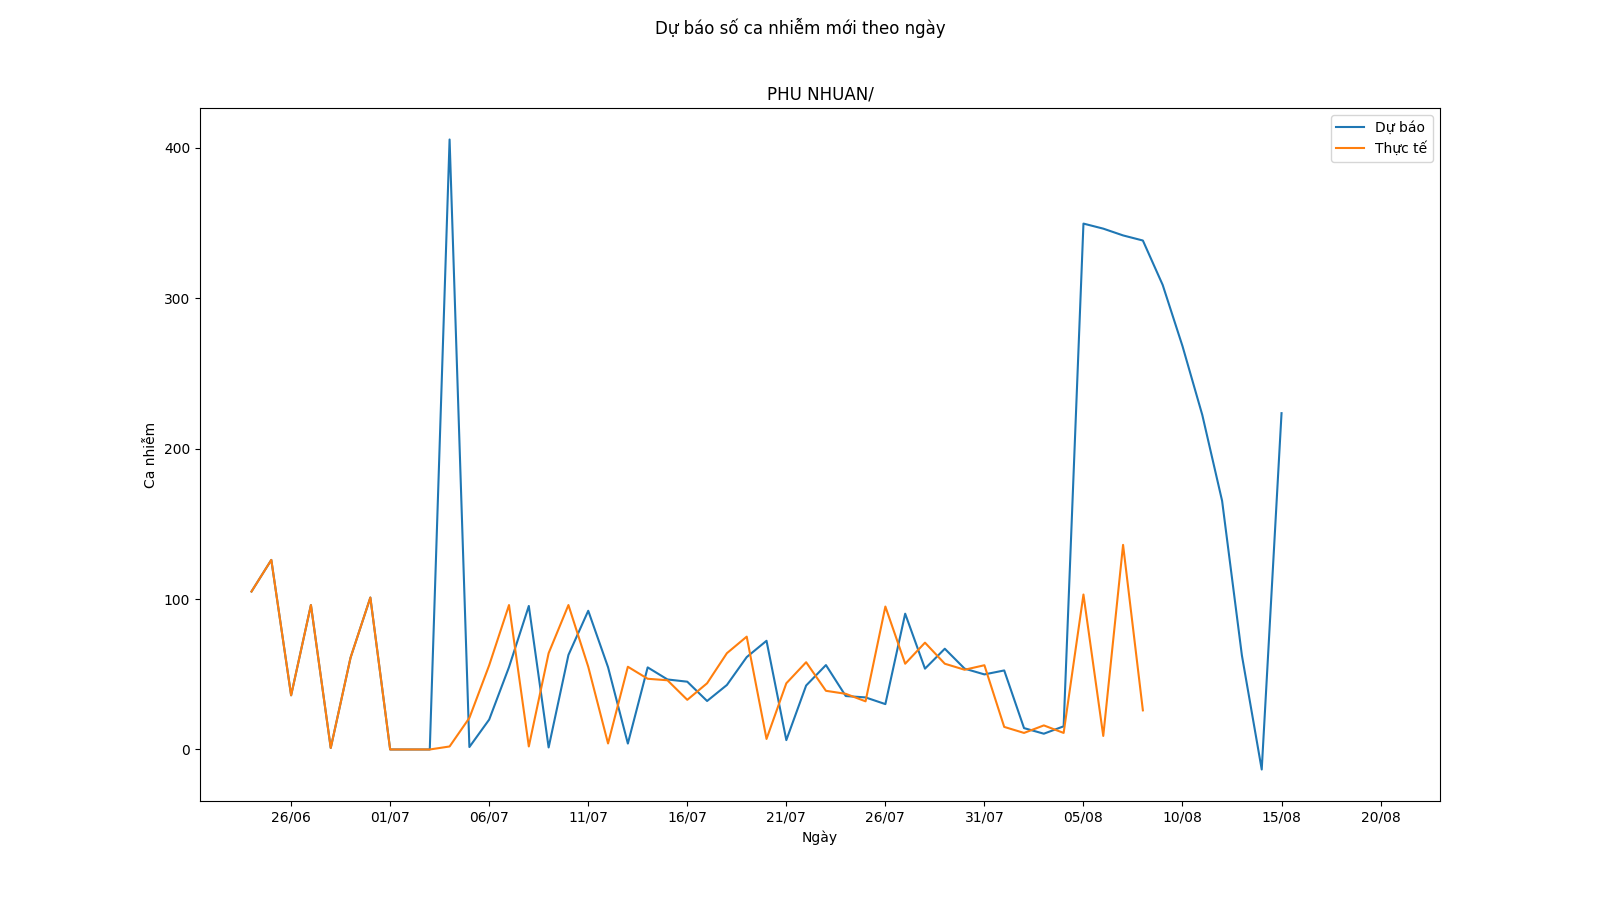 Dự báo số ca nhiễm mới theo ngày
PHU NHUAN/
Dự báo
Thực tế
400
300
200
100
0
Ca nhiễm
26/06
01/07
06/07
11/07
16/07
21/07
26/07
31/07
05/08
10/08
15/08
20/08
Ngày